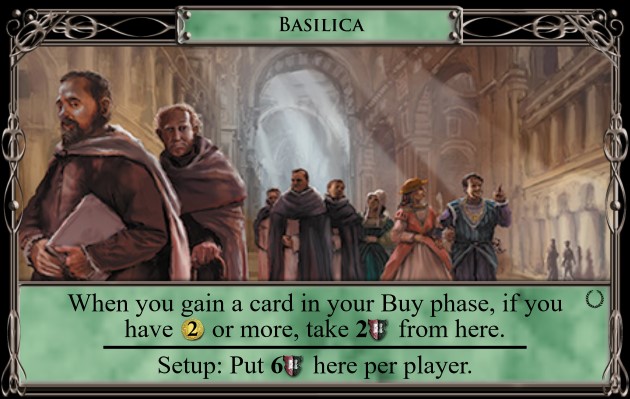 Basilica
When you gain a card in your Buy phase, if you
have 2 or more, take 2 from here.
Setup: Put 6 here per player.